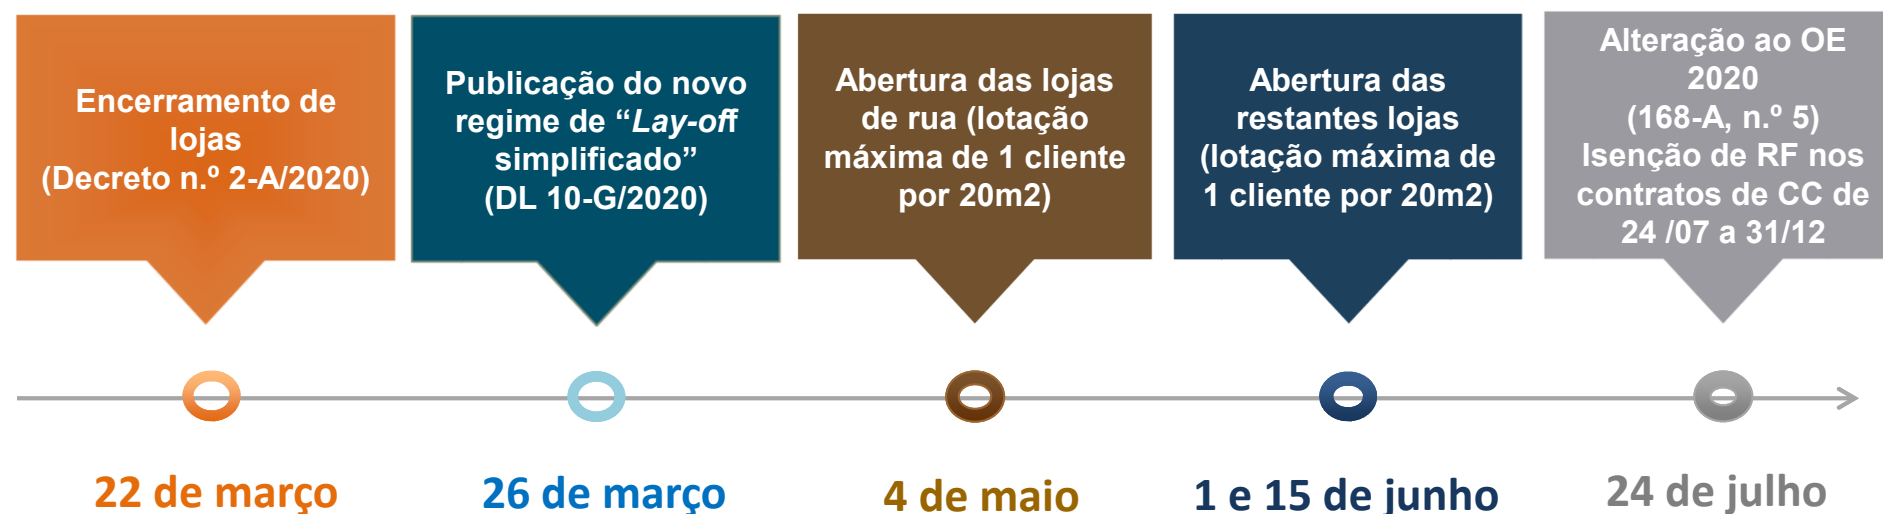 Encerramento de
lojas
(Decreto n.º 2-A/2020)
Publicação do novo
regime de “Lay-off
simplificado”
(DL 10-G/2020)
Abertura das lojas
de rua (lotação
máxima de 1 cliente
por 20m2)
Abertura das
restantes lojas
(lotação máxima de
1 cliente por 20m2)
Alteração ao OE
2020
(168-A, n.º 5)
Isenção de RF nos
contratos de CC de
24 /07 a 31/12
22 de março
26 de março
4 de maio
1 e 15 de junho
24 de julho